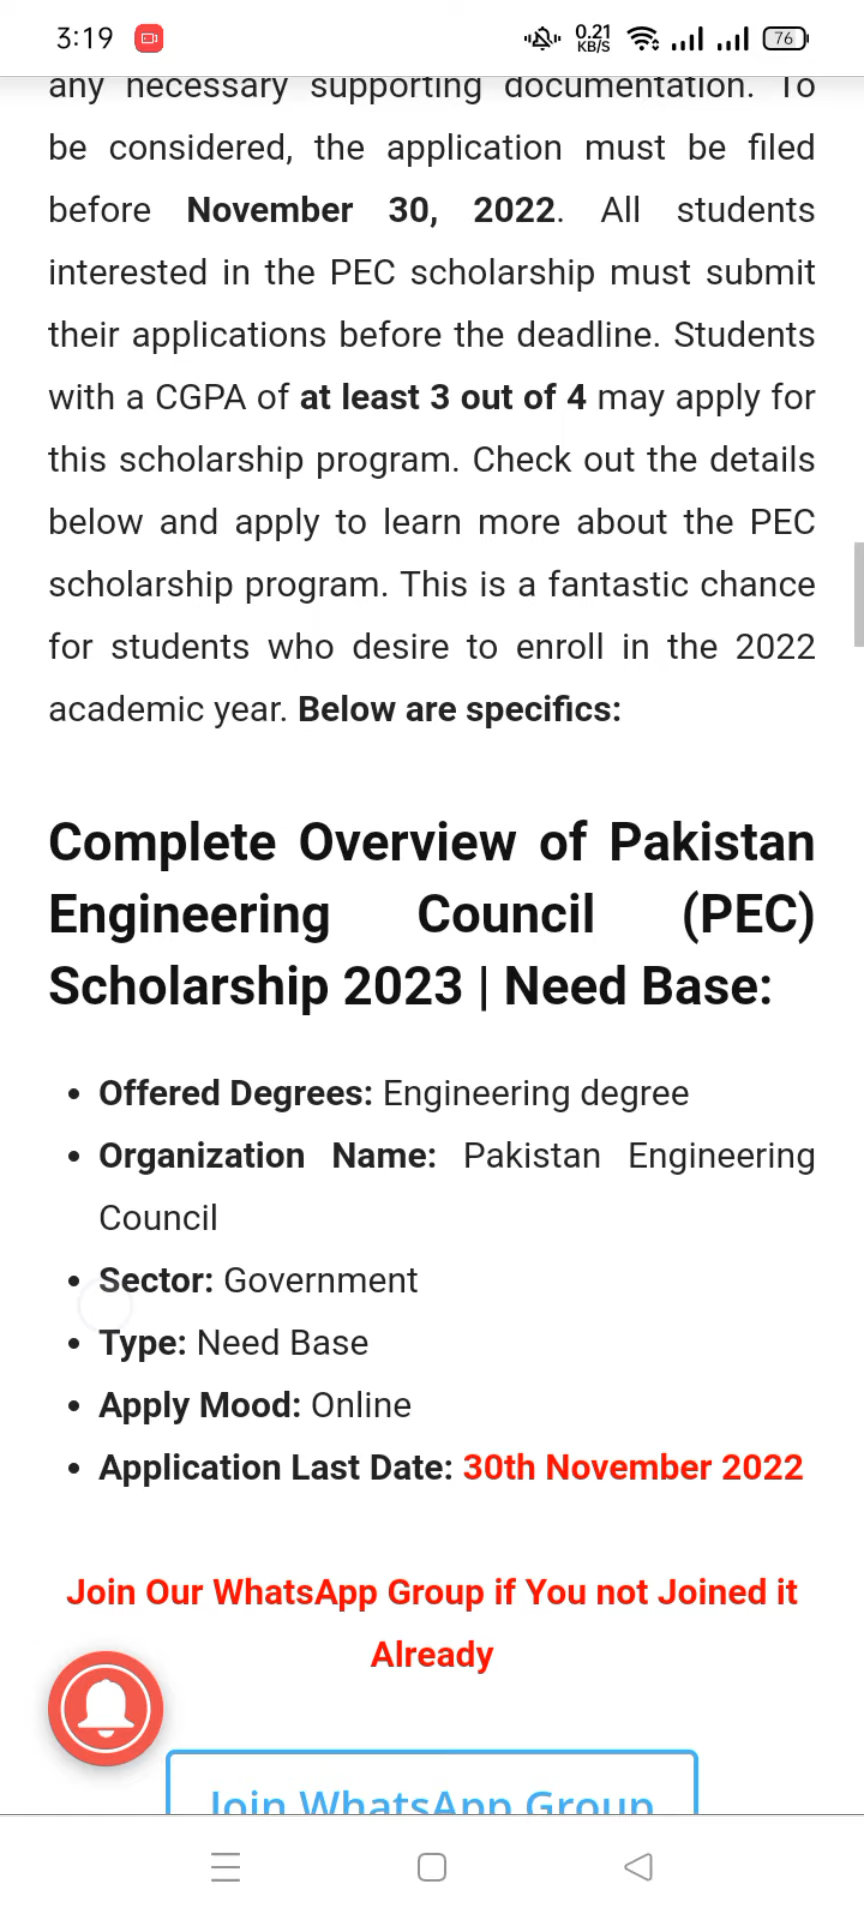 3:19
0.21
KB/S
76
any necessary supporting documentation. To
be considered, the application must be filed
before November 30, 2022. All students
interested in the PEC scholarship must submit
their applications before the deadline. Students
with a CGPA of at least 3 out of 4 may apply for
this scholarship program. Check out the details
below and apply to learn more about the PEC
scholarship program. This is a fantastic chance
for students who desire to enroll in the 2022
academic year. Below are specifics:
Complete Overview of Pakistan
Engineering Council (PEC)
Scholarship 2023 | Need Base:
• Offered Degrees: Engineering degree
• Organization Name: Pakistan Engineering
Council
• Sector: Government
• Type: Need Base
• Apply Mood: Online
• Application Last Date: 30th November 2022
Join Our WhatsApp Group if You not Joined it
Already
Join WhatsApp Group